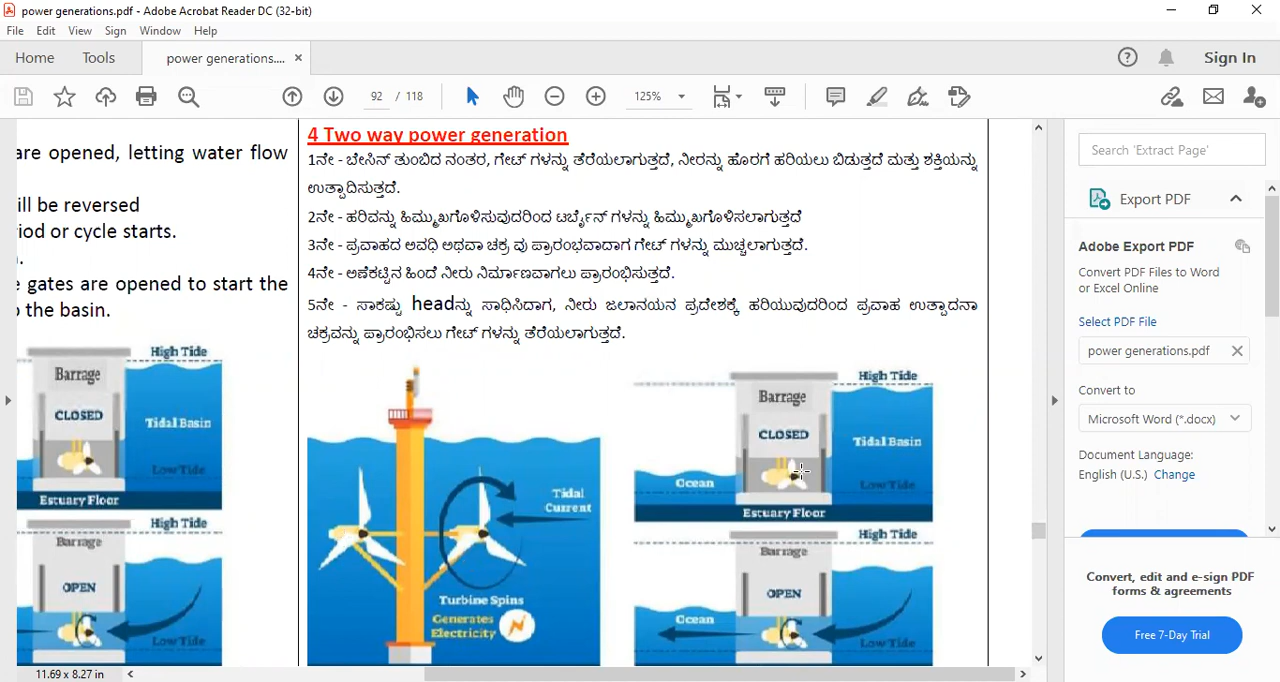 power generations.pdf - Adobe Acrobat Reader DC (32-bit)
File Edit View Sign Window Help
Home Tools power generations.... × Sign In
92 / 118 125%
are opened, letting water flow
ill be reversed
iod or cycle starts.
e gates are opened to start the
o the basin.
High Tide
Barrage
CLOSED
Tidal Basin
Low Tide
Estuary Floor
High Tide
Barrage
OPEN
Low Tide
4 Two way power generation
1ನೇ - ಬೇಸಿನ್ ತುಂಬಿದ ನಂತರ, ಗೇಟ್ ಗಳನ್ನು ತೆರೆಯಲಾಗುತ್ತದೆ, ನೀರನ್ನು ಹೊರಗೆ ಹರಿಯಲು ಬಿಡುತ್ತದೆ ಮತ್ತು ಶಕ್ತಿಯನ್ನು
ಉತ್ಪಾದಿಸುತ್ತದೆ.
2ನೇ - ಹರಿವನ್ನು ಹಿಮ್ಮುಖಗೊಳಿಸುವುದರಿಂದ ಟರ್ಬೈನ್ ಗಳನ್ನು ಹಿಮ್ಮುಖಗೊಳಿಸಲಾಗುತ್ತದೆ
3ನೇ - ಪ್ರವಾಹದ ಅವಧಿ ಅಥವಾ ಚಕ್ರ ವು ಪ್ರಾರಂಭವಾದಾಗ ಗೇಟ್ ಗಳನ್ನು ಮುಚ್ಚಲಾಗುತ್ತದೆ.
4ನೇ - ಅಣೆಕಟ್ಟಿನ ಹಿಂದೆ ನೀರು ನಿರ್ಮಾಣವಾಗಲು ಪ್ರಾರಂಭಿಸುತ್ತದೆ.
5ನೇ - ಸಾಕಷ್ಟು headನ್ನು ಸಾಧಿಸಿದಾಗ, ನೀರು ಜಲಾನಯನ ಪ್ರದೇಶಕ್ಕೆ ಹರಿಯುವುದರಿಂದ ಪ್ರವಾಹ ಉತ್ಪಾದನಾ
ಚಕ್ರವನ್ನು ಪ್ರಾರಂಭಿಸಲು ಗೇಟ್ ಗಳನ್ನು ತೆರೆಯಲಾಗುತ್ತದೆ.
Tidal
Current
Turbine Spins
Generates
Electricity
High Tide
Barrage
CLOSED
Tidal Basin
Ocean
Low Tide
Estuary Floor
High Tide
Barrage
OPEN
Ocean
Low Tide
Search 'Extract Page'
Export PDF
Adobe Export PDF
Convert PDF Files to Word
or Excel Online
Select PDF File
power generations.pdf ×
Convert to
Microsoft Word (*.docx)
Document Language:
English (U.S.) Change
Convert, edit and e-sign PDF
forms & agreements
Free 7-Day Trial
11.69 x 8.27 in